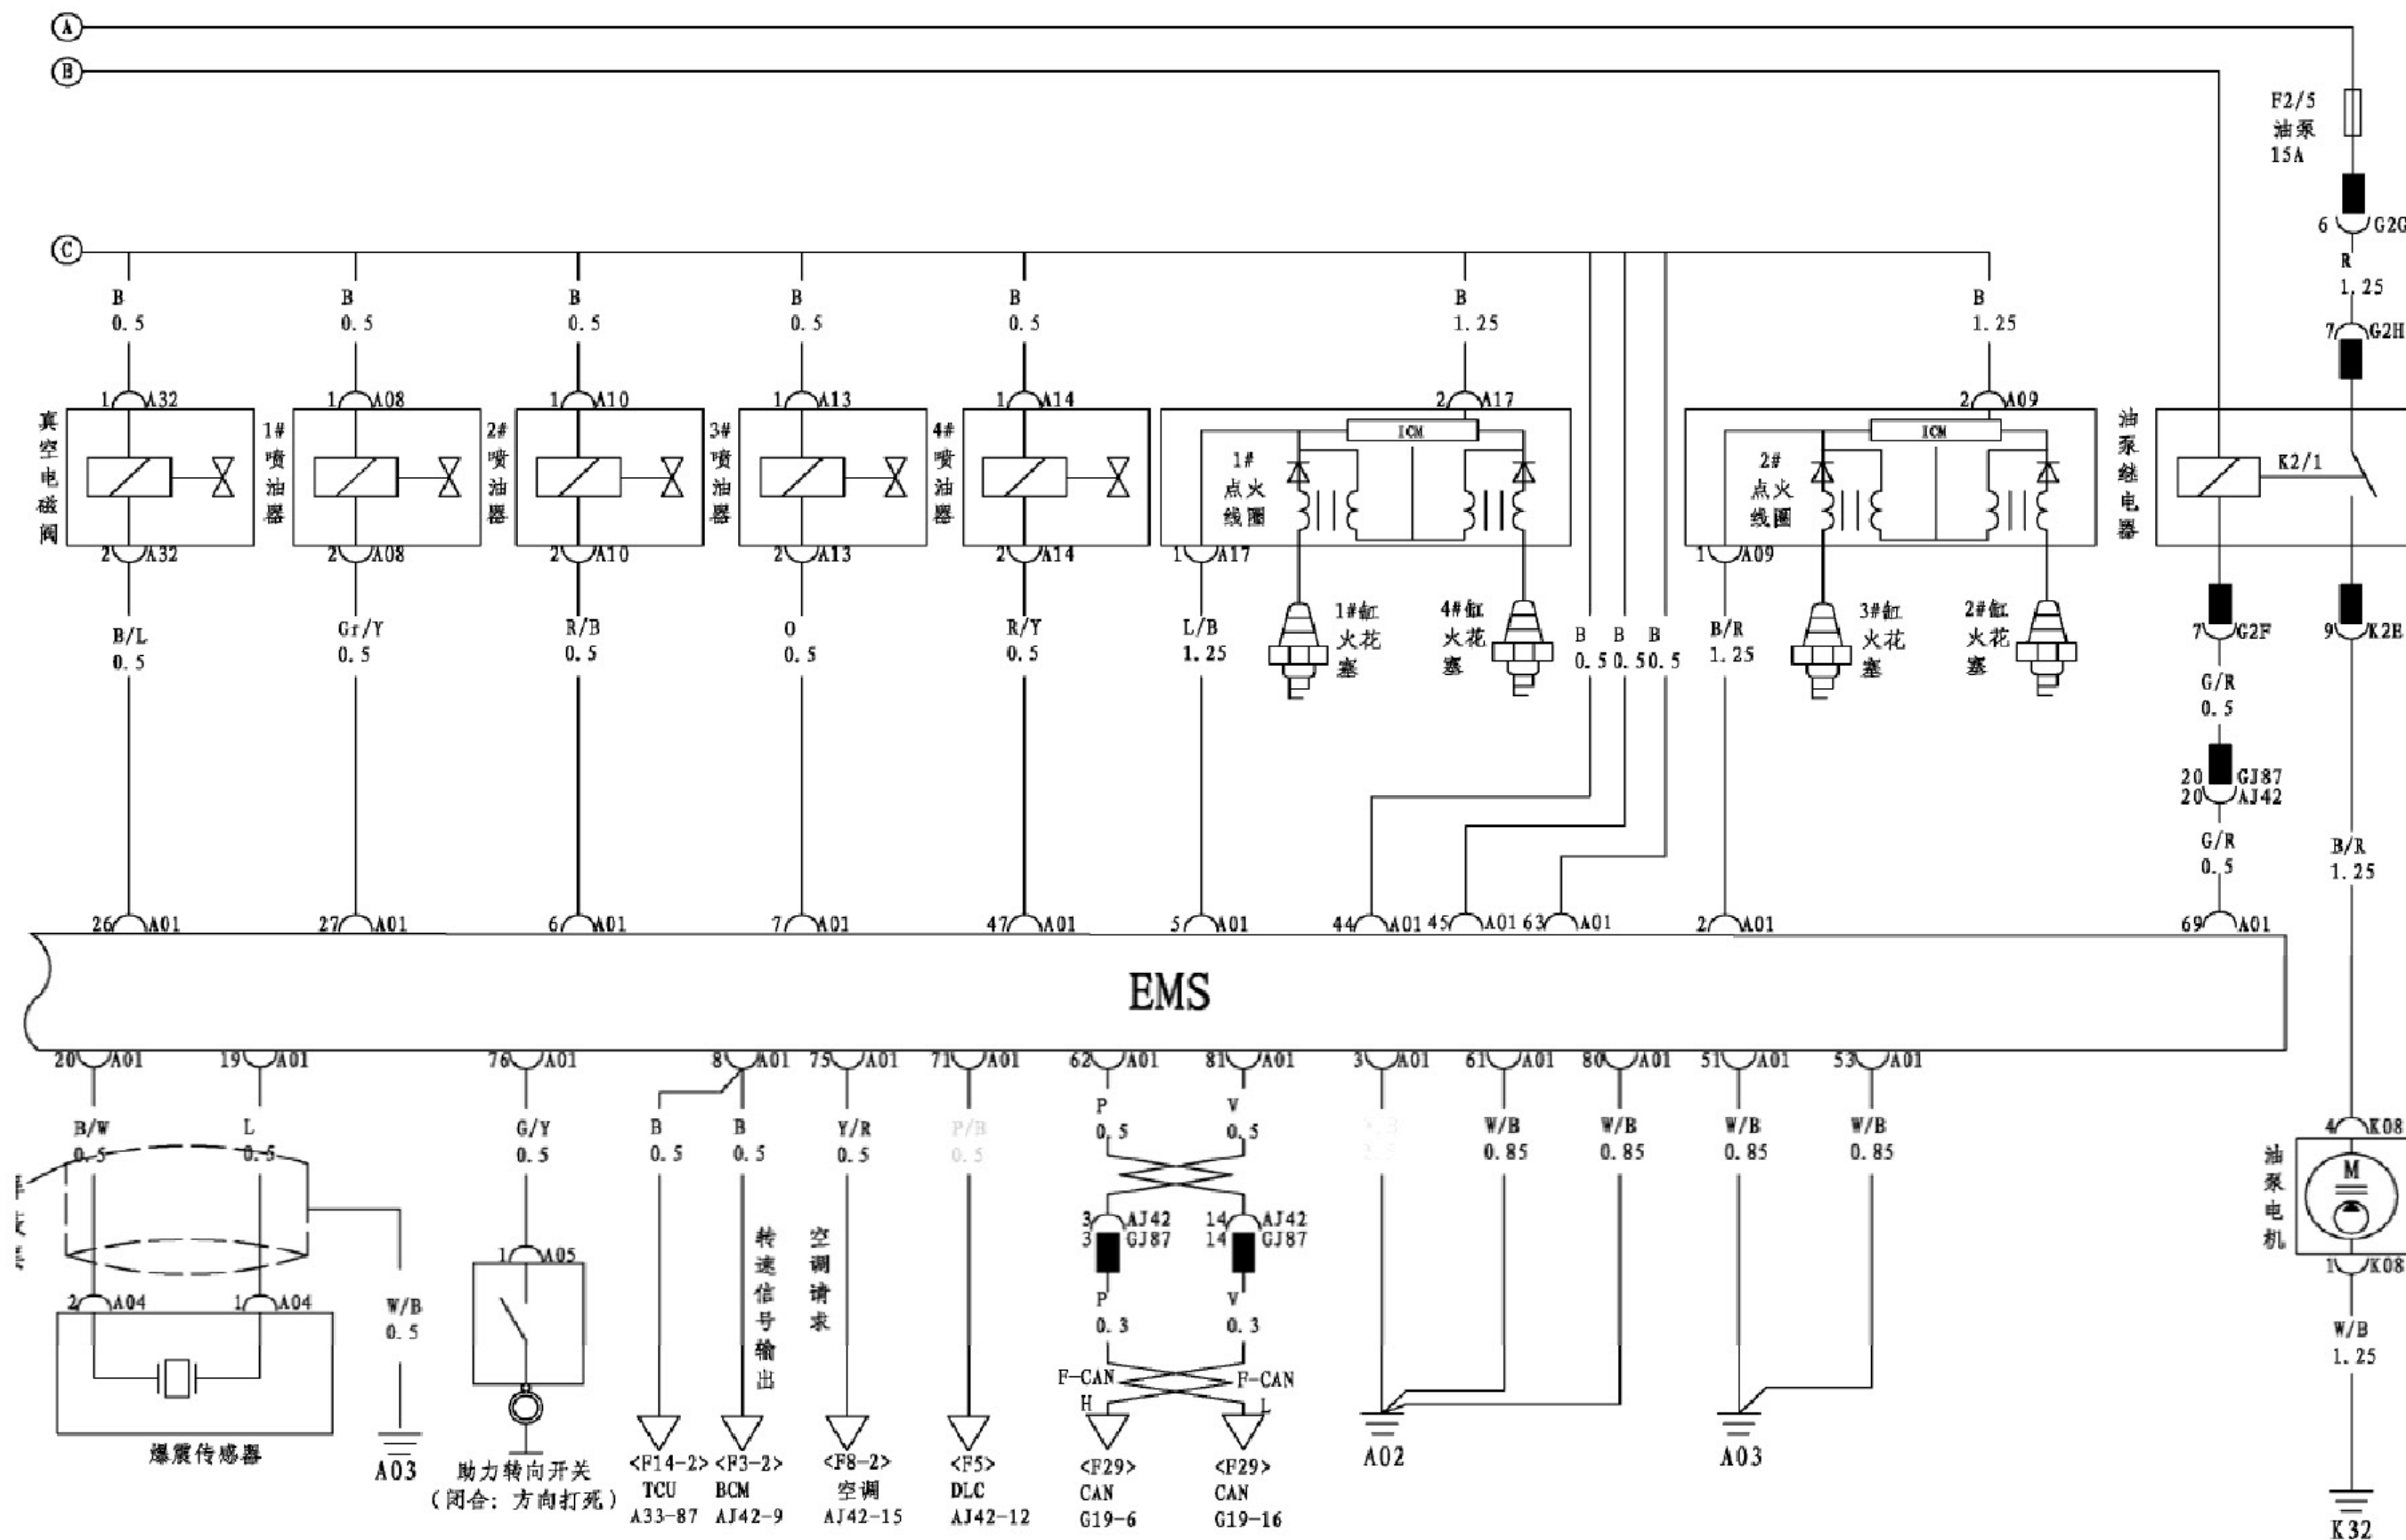 A
B
F2/5
油泵
15A
6 G2G
C
R
1.25
B
0.5
B
0.5
B
0.5
B
0.5
B
0.5
B
1.25
B
1.25
7 G2H
1 A32
1 A08
1 A10
1 A13
1 A14
2 A17
2 A09
真空电磁阀
1#喷油器
2#喷油器
3#喷油器
4#喷油器
ICM
1#
点火
线圈
ICM
2#
点火
线圈
油泵继电器
K2/1
2 A32
2 A08
2 A10
2 A13
2 A14
1 A17
1 A09
B/L
0.5
Gr/Y
0.5
R/B
0.5
O
0.5
R/Y
0.5
L/B
1.25
1#缸
火花
塞
4#缸
火花
塞
B B B
0.5 0.5 0.5
B/R
1.25
3#缸
火花
塞
2#缸
火花
塞
7 G2F
9 K2E
G/R
0.5
20 GJ87
20 AJ42
G/R
0.5
B/R
1.25
26 A01
27 A01
6 A01
7 A01
47 A01
5 A01
44 A01
45 A01
63 A01
2 A01
69 A01
EMS
20 A01
19 A01
76 A01
8 A01
75 A01
71 A01
62 A01
81 A01
3 A01
61 A01
80 A01
51 A01
53 A01
B/W
0.5
L
0.5
G/Y
0.5
B
0.5
B
0.5
Y/R
0.5
P/B
0.5
P
0.5
V
0.5
W/B
0.85
W/B
0.85
W/B
0.85
W/B
0.85
4 K08
油泵电机
M
1 K08
3 AJ42
3 GJ87
14 AJ42
14 GJ87
转速信号输出
空调请求
1 A05
2 A04
1 A04
W/B
0.5
P
0.3
V
0.3
W/B
1.25
F-CAN
H
F-CAN
L
爆震传感器
A03
助力转向开关
(闭合: 方向打死)
<F14-2>
TCU
A33-87
<F3-2>
BCM
AJ42-9
<F8-2>
空调
AJ42-15
<F5>
DLC
AJ42-12
<F29>
CAN
G19-6
<F29>
CAN
G19-16
A02
A03
K32